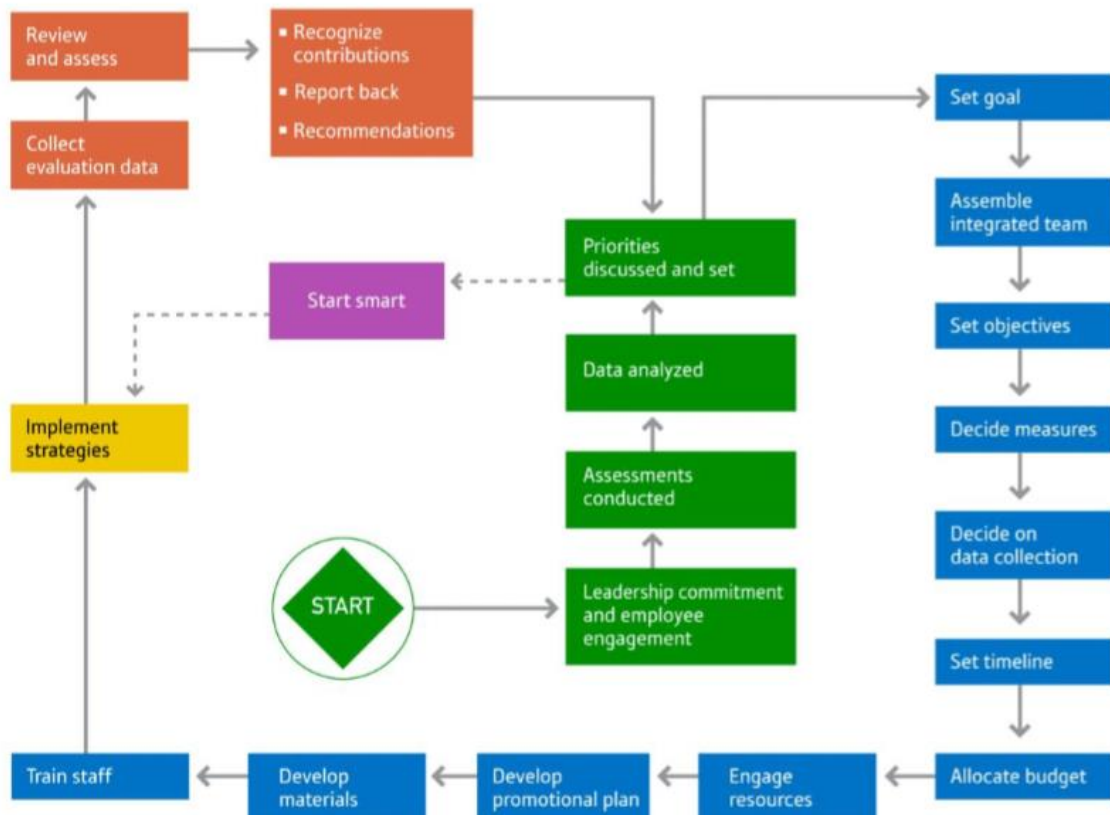 Review
and assess
▪ Recognize
contributions
▪ Report back
▪ Recommendations
Collect
evaluation data
Set goal
Assemble
integrated team
Priorities
discussed and set
Start smart
Set objectives
Data analyzed
Implement
strategies
Decide measures
Assessments
conducted
Decide on
data collection
START
Leadership commitment
and employee
engagement
Set timeline
Train staff
Develop
materials
Develop
promotional plan
Engage
resources
Allocate budget